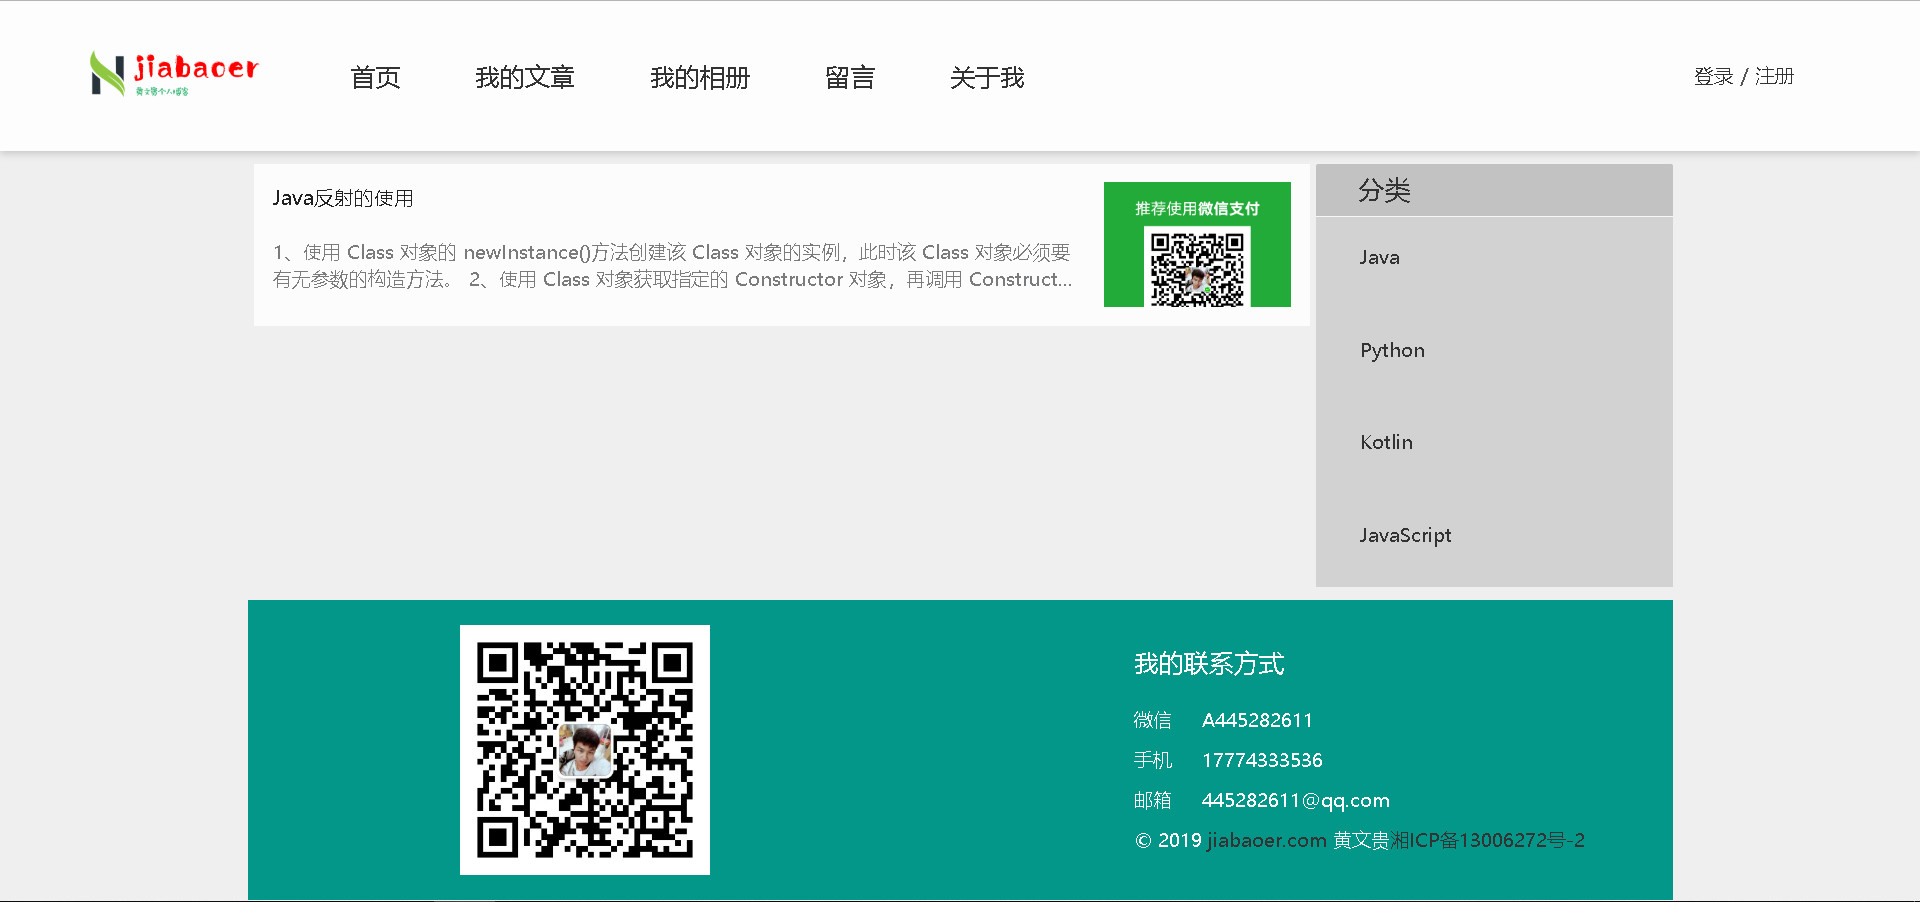 jiabaoer
黄文贵个人博客
首页 我的文章 我的相册 留言 关于我
登录 / 注册
Java反射的使用
1、使用 Class 对象的 newInstance()方法创建该 Class 对象的实例，此时该 Class 对象必须要
有无参数的构造方法。 2、使用 Class 对象获取指定的 Constructor 对象，再调用 Construct...
推荐使用微信支付
分类
Java
Python
Kotlin
JavaScript
我的联系方式
微信 A445282611
手机 17774333536
邮箱 445282611@qq.com
© 2019 jiabaoer.com 黄文贵湘ICP备13006272号-2